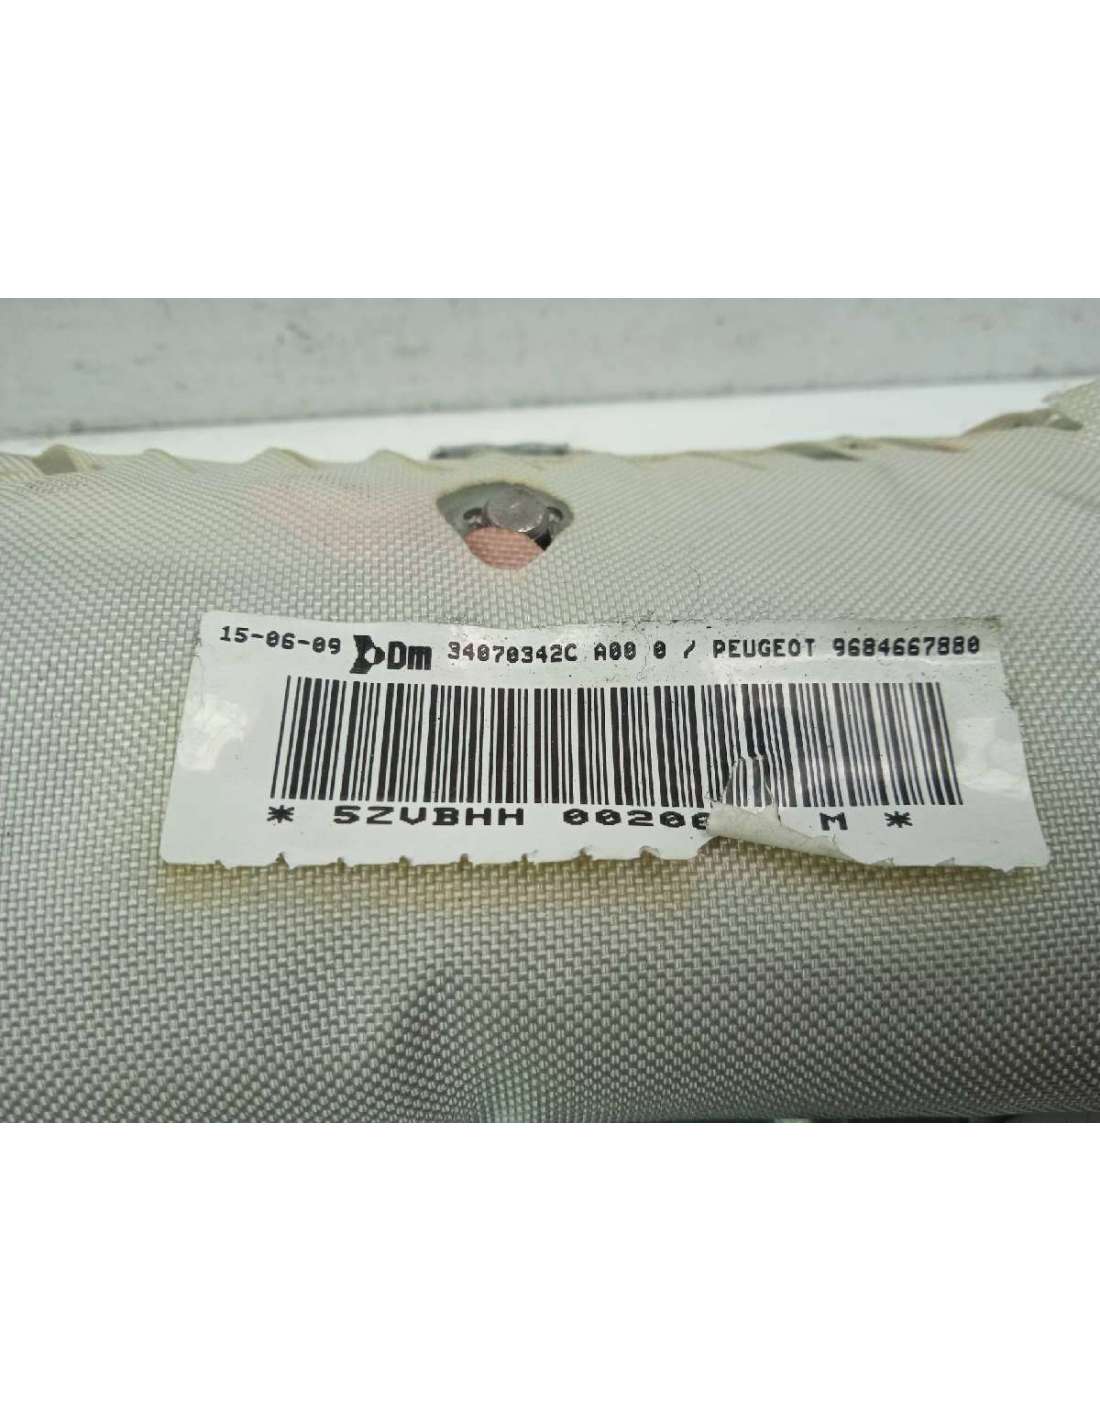 15-06-09 Dm 34070342C A00 0 / PEUGEOT 9684667880
* 5ZVBHH 00200 M *